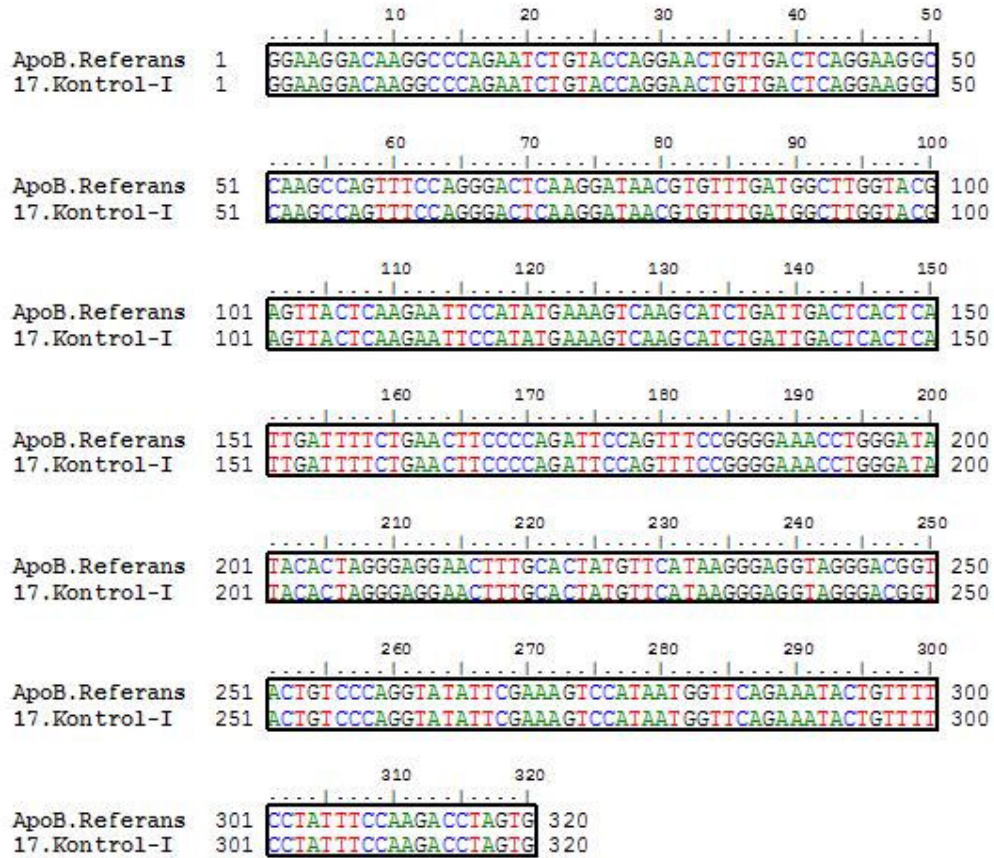 10 20 30 40 50
....|....|....|....|....|....|....|....|....|....|
ApoB.Referans 1 GGAAGGACAAGGCCCAGAATCTGTACCAGGAACTGTTGACTCAGGAAGGC 50
17.Kontrol-I 1 GGAAGGACAAGGCCCAGAATCTGTACCAGGAACTGTTGACTCAGGAAGGC 50
60 70 80 90 100
....|....|....|....|....|....|....|....|....|....|
ApoB.Referans 51 CAAGCCAGTTTCCAGGGACTCAAGGATAACGTGTTTGATGGCTTGGTACG 100
17.Kontrol-I 51 CAAGCCAGTTTCCAGGGACTCAAGGATAACGTGTTTGATGGCTTGGTACG 100
110 120 130 140 150
....|....|....|....|....|....|....|....|....|....|
ApoB.Referans 101 AGTTACTCAAGAATTCCATATGAAAGTCAAGCATCTGATTGACTCACTCA 150
17.Kontrol-I 101 AGTTACTCAAGAATTCCATATGAAAGTCAAGCATCTGATTGACTCACTCA 150
160 170 180 190 200
....|....|....|....|....|....|....|....|....|....|
ApoB.Referans 151 TTGATTTTCTGAACTTCCCCAGATTCCAGTTTCCGGGGAAACCTGGGATA 200
17.Kontrol-I 151 TTGATTTTCTGAACTTCCCCAGATTCCAGTTTCCGGGGAAACCTGGGATA 200
210 220 230 240 250
....|....|....|....|....|....|....|....|....|....|
ApoB.Referans 201 TACACTAGGGAGGAACTTTGCACTATGTTCATAAGGGAGGTAGGGACGGT 250
17.Kontrol-I 201 TACACTAGGGAGGAACTTTGCACTATGTTCATAAGGGAGGTAGGGACGGT 250
260 270 280 290 300
....|....|....|....|....|....|....|....|....|....|
ApoB.Referans 251 ACTGTCCCAGGTATATTCGAAAGTCCATAATGGTTCAGAAATACTGTTTT 300
17.Kontrol-I 251 ACTGTCCCAGGTATATTCGAAAGTCCATAATGGTTCAGAAATACTGTTTT 300
310 320
....|....|....|....|
ApoB.Referans 301 CCTATTTCCAAGACCTAGTG 320
17.Kontrol-I 301 CCTATTTCCAAGACCTAGTG 320